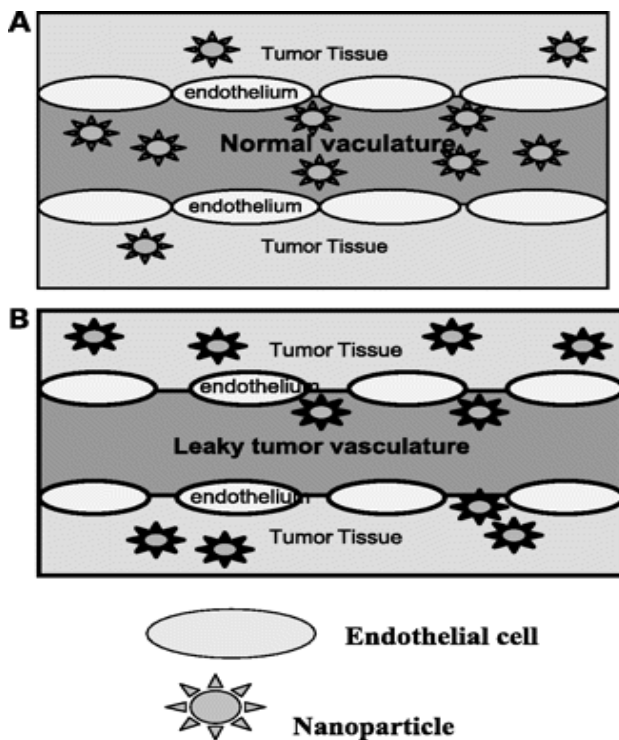 A
Tumor Tissue
endothelium
Normal vaculature
endothelium
Tumor Tissue
B
Tumor Tissue
endothelium
Leaky tumor vasculature
endothelium
Tumor Tissue
Endothelial cell
Nanoparticle